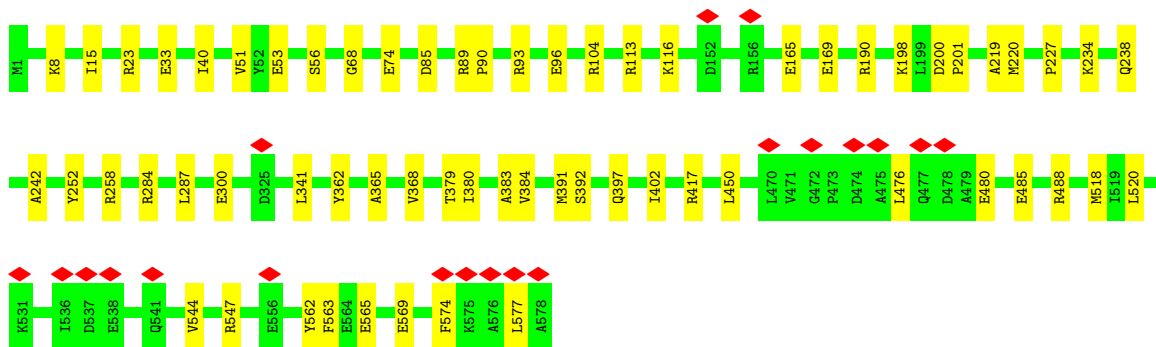 M1 K8 I15 R23 E33 I40 V51 Y52 E53 S56 G68 E74 D85 R89 P90 R93 E96 R104 R113 K116 D152 R156 E165 E169 R190 K198 L199 D200 P201 A219 M220 P227 K234 Q238
A242 Y252 R258 R284 L287 E300 D325 L341 Y362 A365 V368 T379 I380 A383 V384 M391 S392 Q397 I402 R417 L450 L470 V471 G472 P473 D474 A475 L476 Q477 D478 A479 E480 E485 R488 M518 I519 L520
K531 I536 D537 E538 Q541 V544 R547 E556 Y562 F563 E564 E565 E569 F574 K575 A576 L577 A578